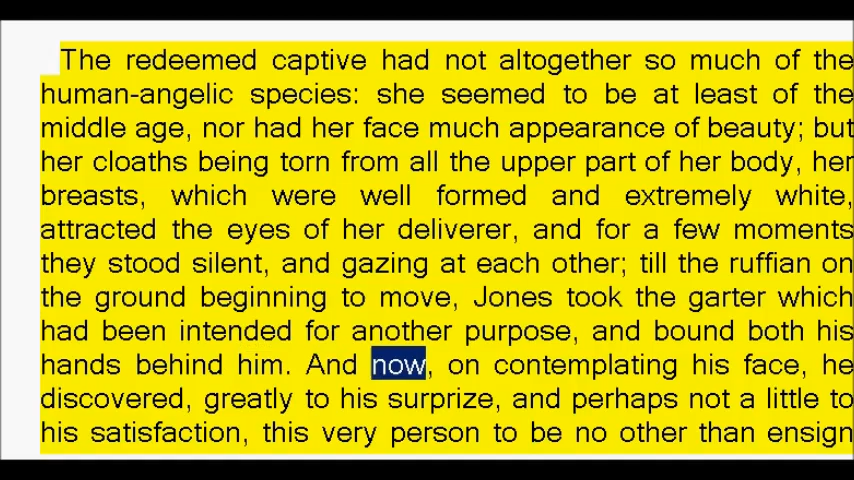 The redeemed captive had not altogether so much of the
human-angelic species: she seemed to be at least of the
middle age, nor had her face much appearance of beauty; but
her cloaths being torn from all the upper part of her body, her
breasts, which were well formed and extremely white,
attracted the eyes of her deliverer, and for a few moments
they stood silent, and gazing at each other; till the ruffian on
the ground beginning to move, Jones took the garter which
had been intended for another purpose, and bound both his
hands behind him. And now, on contemplating his face, he
discovered, greatly to his surprize, and perhaps not a little to
his satisfaction, this very person to be no other than ensign